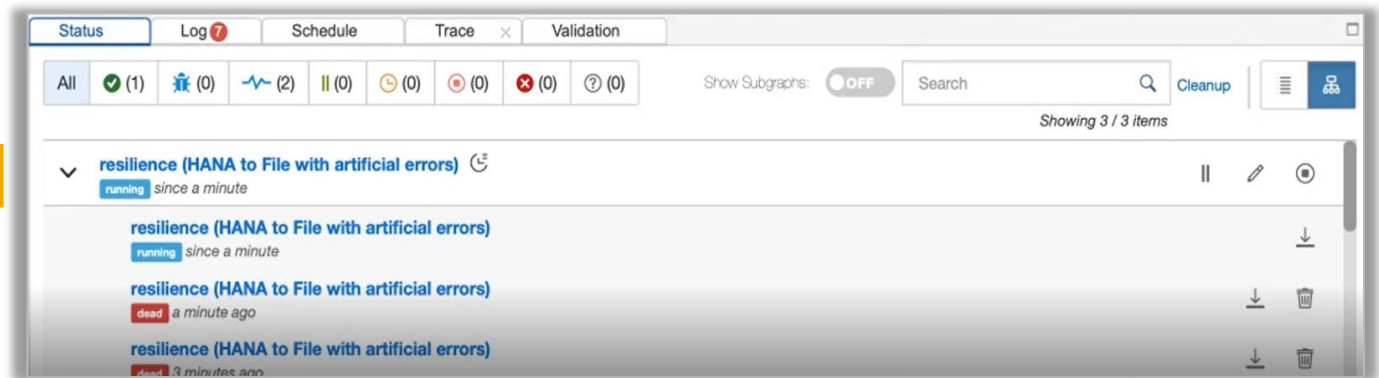 Status Log 7 Schedule Trace Validation
All (1) (0) (2) (0) (0) (0) (0) (0) Show Subgraphs: OFF Search Cleanup
Showing 3 / 3 items
resilience (HANA to File with artificial errors)
running since a minute
resilience (HANA to File with artificial errors)
running since a minute
resilience (HANA to File with artificial errors)
dead a minute ago
resilience (HANA to File with artificial errors)
dead 3 minutes ago